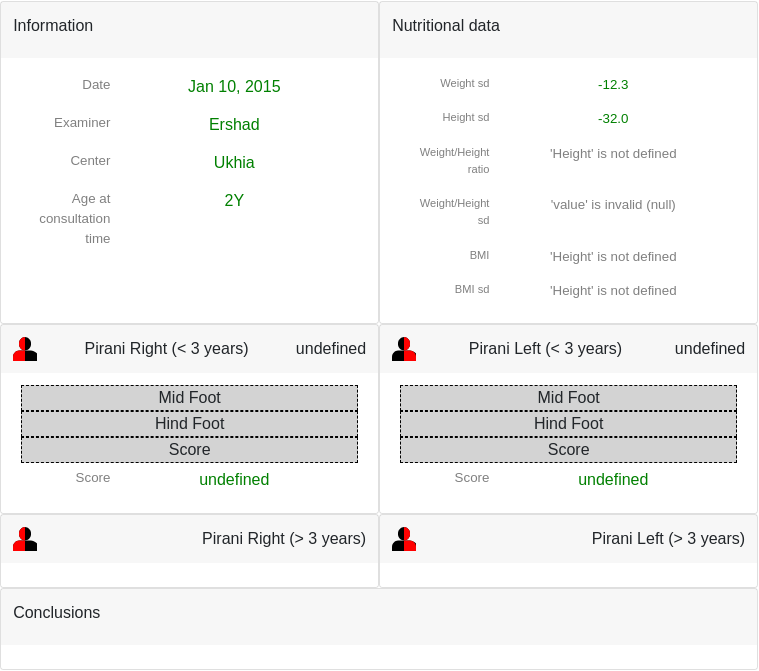 Information
Date
Jan 10, 2015
Examiner
Ershad
Center
Ukhia
Age at
consultation
time
2Y
Nutritional data
Weight sd
-12.3
Height sd
-32.0
Weight/Height
ratio
'Height' is not defined
Weight/Height
sd
'value' is invalid (null)
BMI
'Height' is not defined
BMI sd
'Height' is not defined
Pirani Right (< 3 years)
undefined
Mid Foot
Hind Foot
Score
Score
undefined
Pirani Left (< 3 years)
undefined
Mid Foot
Hind Foot
Score
Score
undefined
Pirani Right (> 3 years)
Pirani Left (> 3 years)
Conclusions